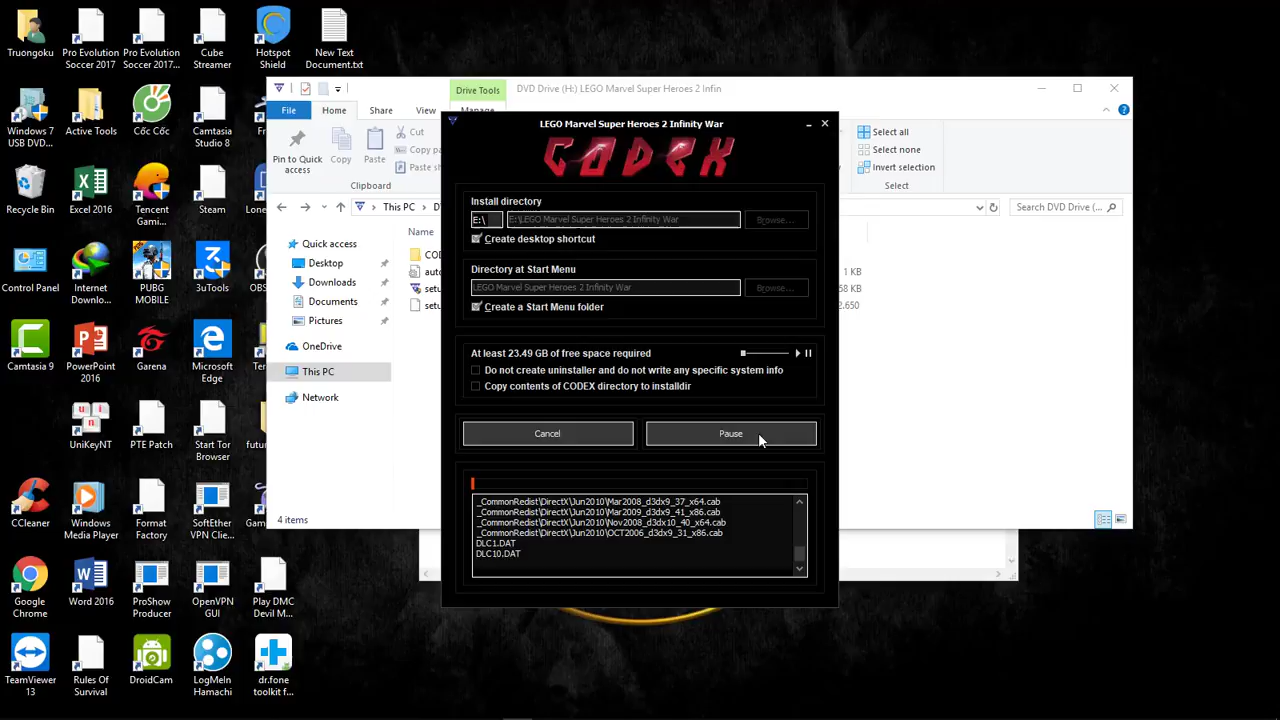 Truongoku
Pro Evolution Soccer 2017
Pro Evolution Soccer 2017...
Cube Streamer
Hotspot Shield
New Text Document.txt
Windows 7 USB DVD...
Active Tools
Cốc Cốc
Camtasia Studio 8
Recycle Bin
Excel 2016
Tencent Gami...
Steam
Control Panel
Internet Downlo...
PUBG MOBILE
3uTools
Camtasia 9
PowerPoint 2016
Garena
Microsoft Edge
UniKeyNT
PTE Patch
Start Tor Browser
CCleaner
Windows Media Player
Format Factory
SoftEther VPN Clie...
Google Chrome
Word 2016
ProShow Producer
OpenVPN GUI
Play DMC Devil M...
TeamViewer 13
Rules Of Survival
DroidCam
LogMeIn Hamachi
dr.fone toolkit f...
Drive Tools
DVD Drive (H:) LEGO Marvel Super Heroes 2 Infin
File
Home
Share
View
Manage
Pin to Quick access
Copy
Paste
Cut
Clipboard
Select all
Select none
Invert selection
Select
This PC
Search DVD Drive (...
Name
Quick access
Desktop
Downloads
Documents
Pictures
OneDrive
This PC
Network
1 KB
4 items
LEGO Marvel Super Heroes 2 Infinity War
CODEX
Install directory
E:\
E:\LEGO Marvel Super Heroes 2 Infinity War
Browse...
Create desktop shortcut
Directory at Start Menu
LEGO Marvel Super Heroes 2 Infinity War
Browse...
Create a Start Menu folder
At least 23.49 GB of free space required
Do not create uninstaller and do not write any specific system info
Copy contents of CODEX directory to installdir
Cancel
Pause
_CommonRedist\DirectX\Jun2010\Mar2008_d3dx9_37_x64.cab
_CommonRedist\DirectX\Jun2010\Mar2009_d3dx9_41_x86.cab
_CommonRedist\DirectX\Jun2010\Nov2008_d3dx10_40_x64.cab
_CommonRedist\DirectX\Jun2010\OCT2006_d3dx9_31_x86.cab
DLC1.DAT
DLC10.DAT